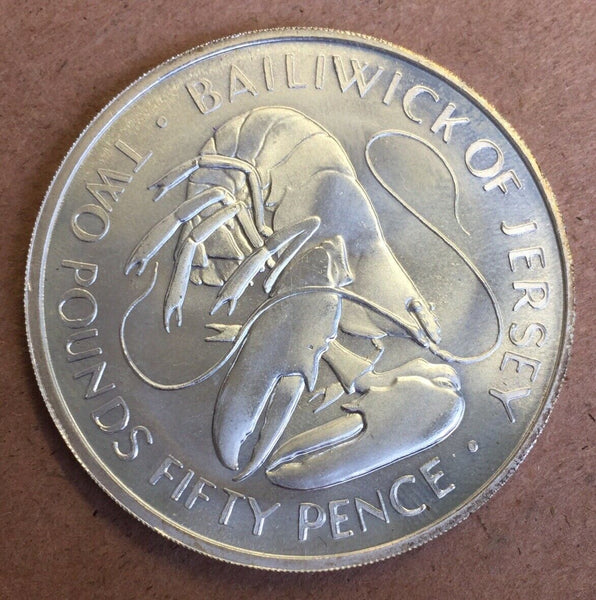 · BAILIWICK OF JERSEY ·
TWO POUNDS FIFTY PENCE